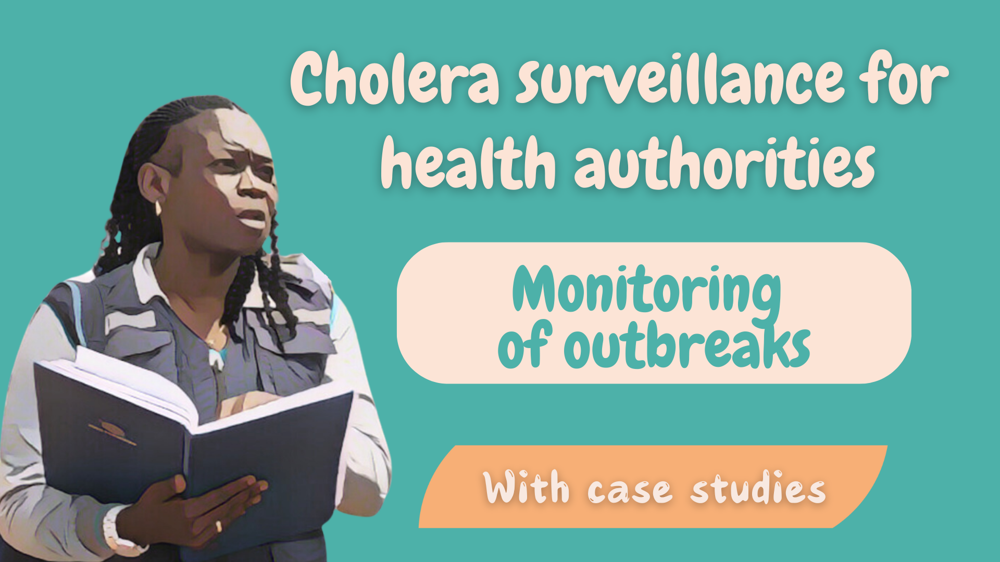 Cholera surveillance for
health authorities
Monitoring
of outbreaks
With case studies